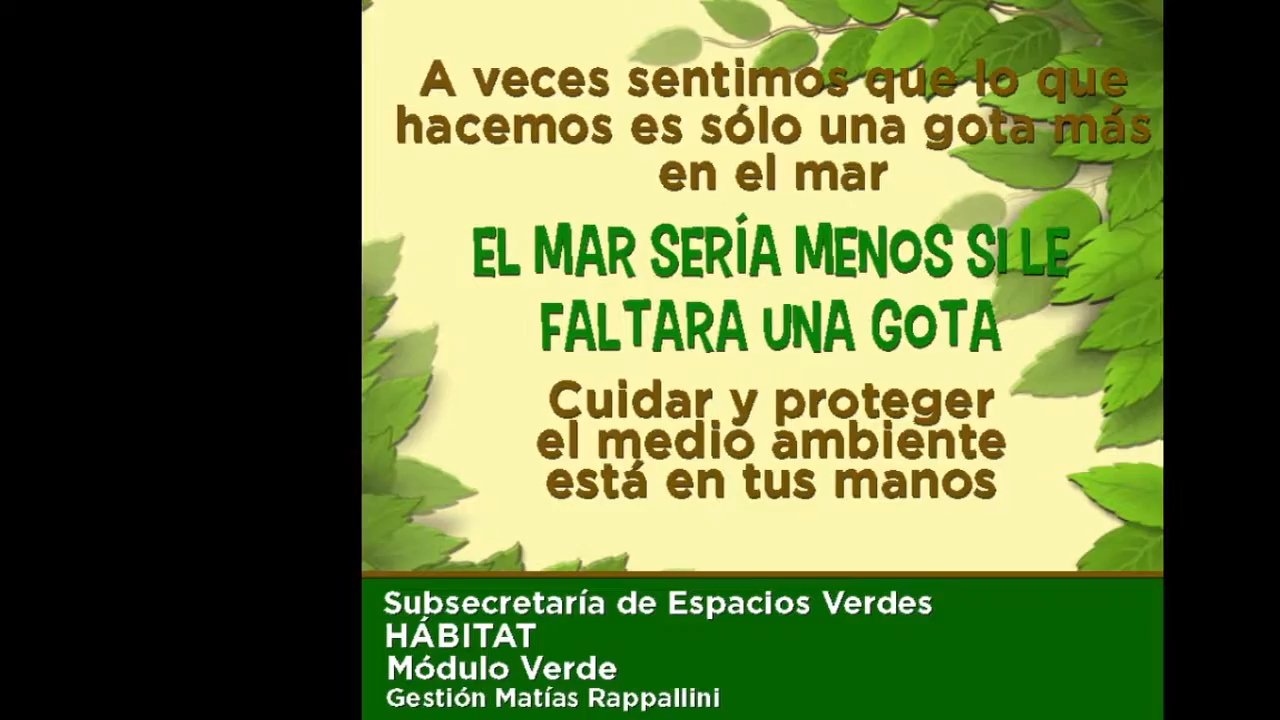 A veces sentimos que lo que
hacemos es sólo una gota más
en el mar
EL MAR SERÍA MENOS SI LE
FALTARA UNA GOTA
Cuidar y proteger
el medio ambiente
está en tus manos
Subsecretaría de Espacios Verdes
HÁBITAT
Módulo Verde
Gestión Matías Rappallini